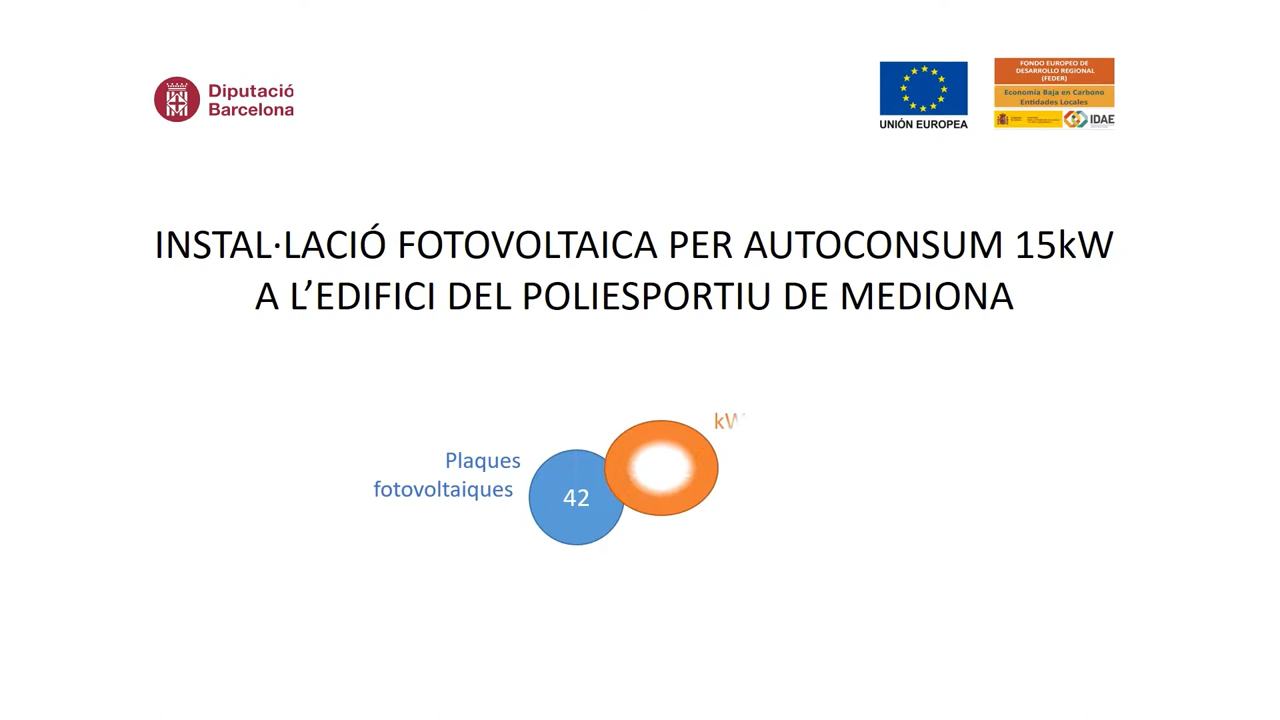 Diputació
Barcelona
UNIÓN EUROPEA
FONDO EUROPEO DE
DESARROLLO REGIONAL
(FEDER)
Economía Baja en Carbono
Entidades Locales
IDAE
INSTAL·LACIÓ FOTOVOLTAICA PER AUTOCONSUM 15kW
A L’EDIFICI DEL POLIESPORTIU DE MEDIONA
kW
Plaques
fotovoltaiques
42